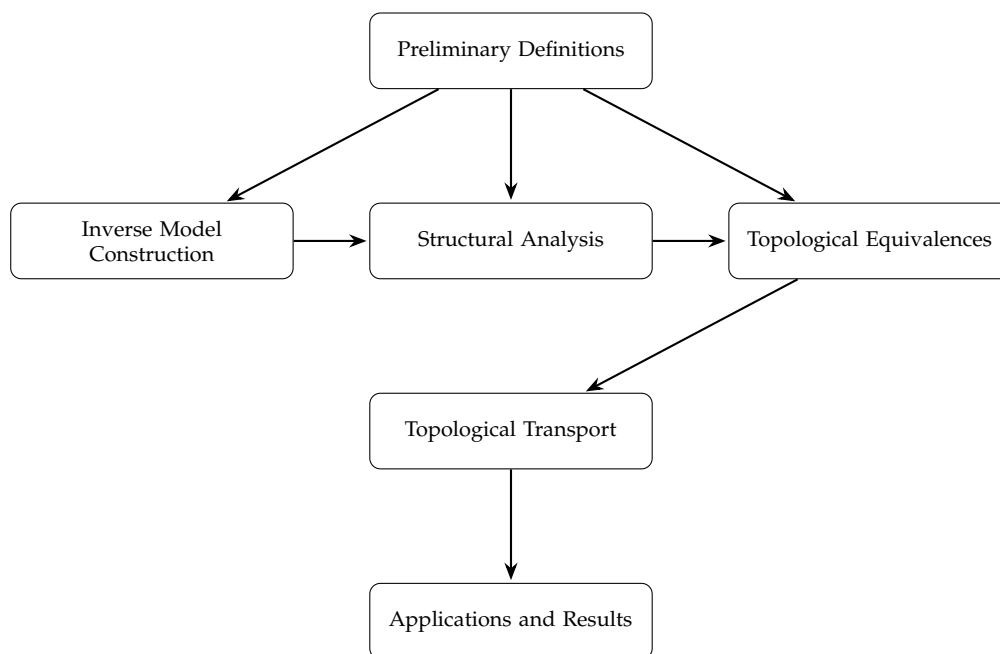 Preliminary Definitions
Inverse Model
Construction
Structural Analysis
Topological Equivalences
Topological Transport
Applications and Results